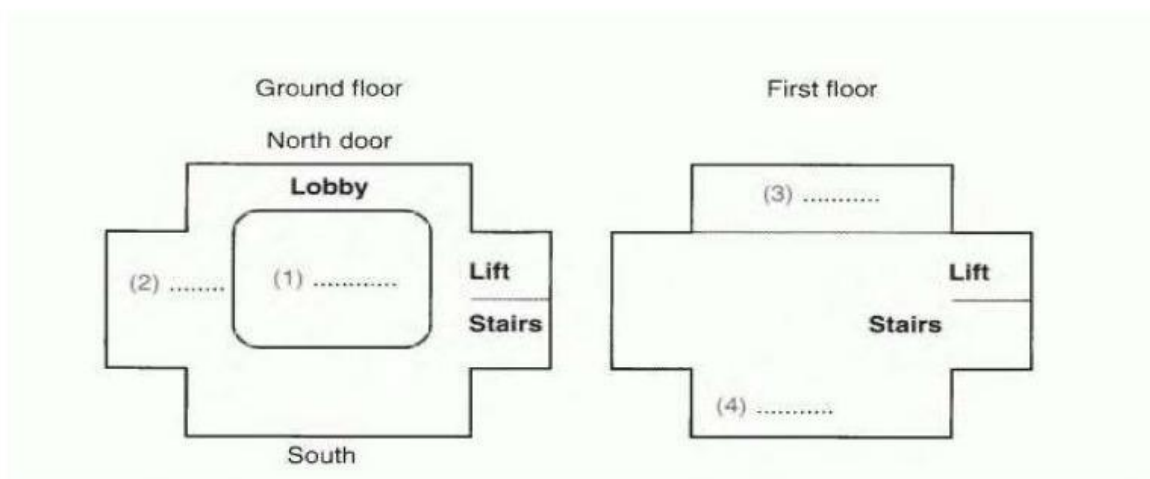 Ground floor
First floor
North door
Lobby
(3) ...........
(2) ........
(1) ............
Lift
Stairs
Lift
Stairs
(4) ...........
South